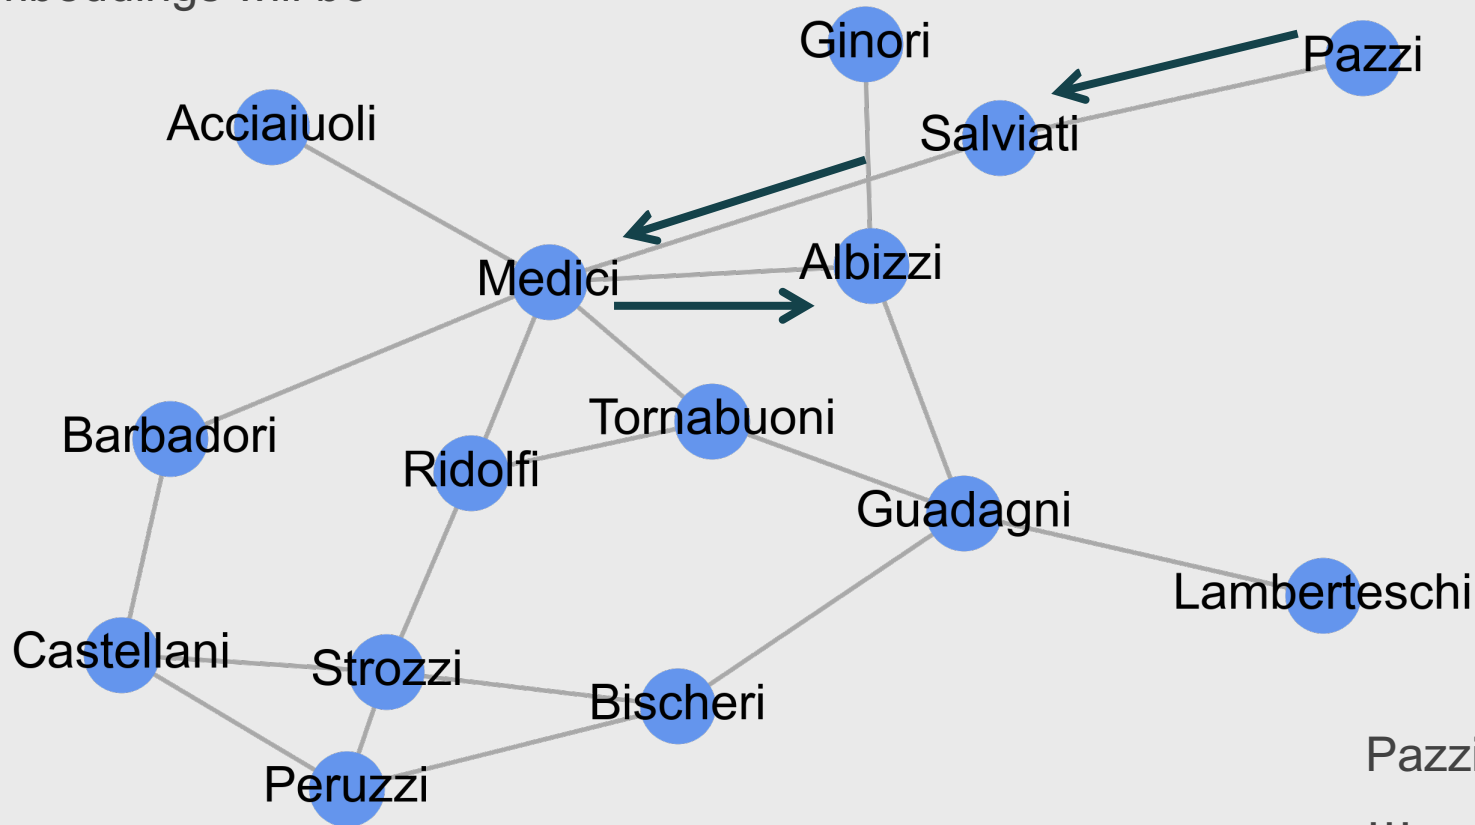 Ginori
Pazzi
Acciaiuoli
Salviati
Medici
Albizzi
Barbadori
Tornabuoni
Ridolfi
Guadagni
Lamberteschi
Castellani
Strozzi
Bischeri
Peruzzi
Pazzi
...